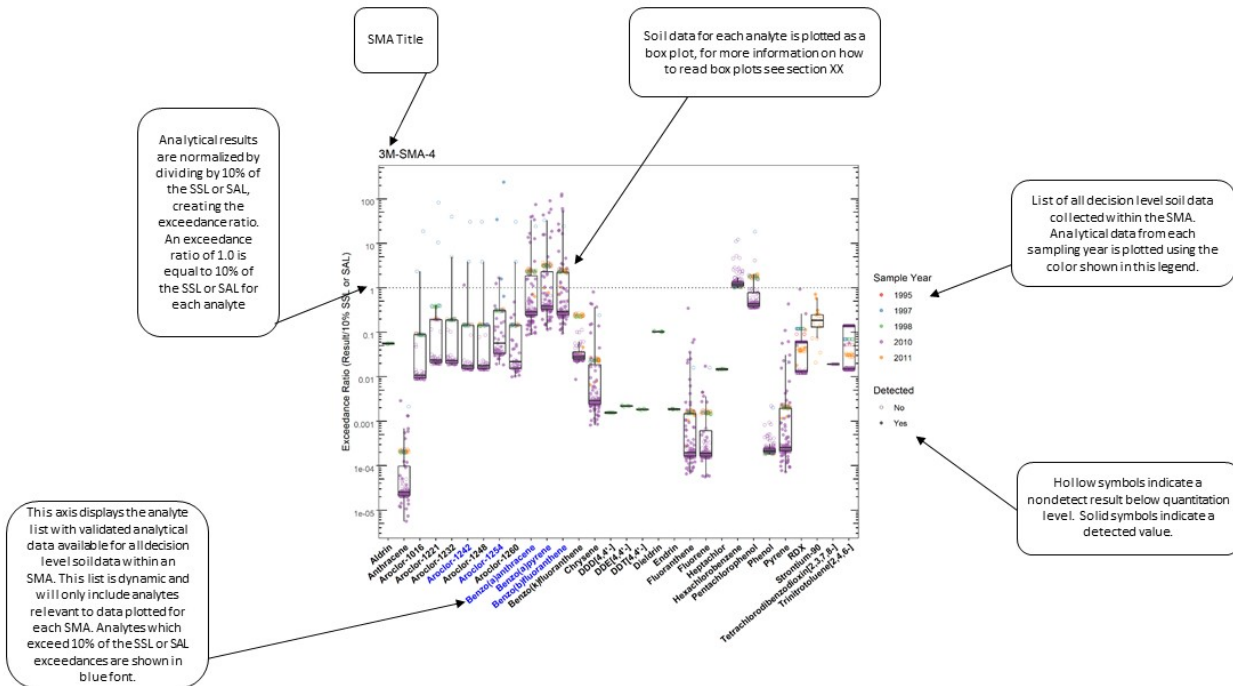 SMA Title
Soil data for each analyte is plotted as a
box plot, for more information on how
to read box plots see section XX
Analytical results
are normalized by
dividing by 10% of
the SSL or SAL,
creating the
exceedance ratio.
An exceedance
ratio of 1.0 is
equal to 10% of
the SSL or SAL for
each analyte
3M-SMA-4
Exceedance Ratio (Result/10% SSL or SAL)
100
10
1
0.1
0.01
0.001
1e-04
1e-05
Aldrin
Anthracene
Aroclor-1016
Aroclor-1221
Aroclor-1232
Aroclor-1242
Aroclor-1248
Aroclor-1254
Aroclor-1260
Benzo(a)anthracene
Benzo(a)pyrene
Benzo(b)fluoranthene
Benzo(k)fluoranthene
Chrysene
DDD[4,4'-]
DDE[4,4'-]
DDT[4,4'-]
Dieldrin
Endrin
Fluoranthene
Fluorene
Heptachlor
Hexachlorobenzene
Pentachlorophenol
Phenol
Pyrene
RDX
Strontium-90
Tetrachlorodibenzodioxin[2,3,7,8-]
Trinitrotoluene[2,4,6-]
Sample Year
1995
1997
1998
2010
2011
Detected
No
Yes
List of all decision level soil data
collected within the SMA.
Analytical data from each
sampling year is plotted using the
color shown in this legend.
Hollow symbols indicate a
nondetect result below quantitation
level. Solid symbols indicate a
detected value.
This axis displays the analyte
list with validated analytical
data available for all decision
level soil data within an
SMA. This list is dynamic and
will only include analytes
relevant to data plotted for
each SMA. Analytes which
exceed 10% of the SSL or SAL
exceedances are shown in
blue font.